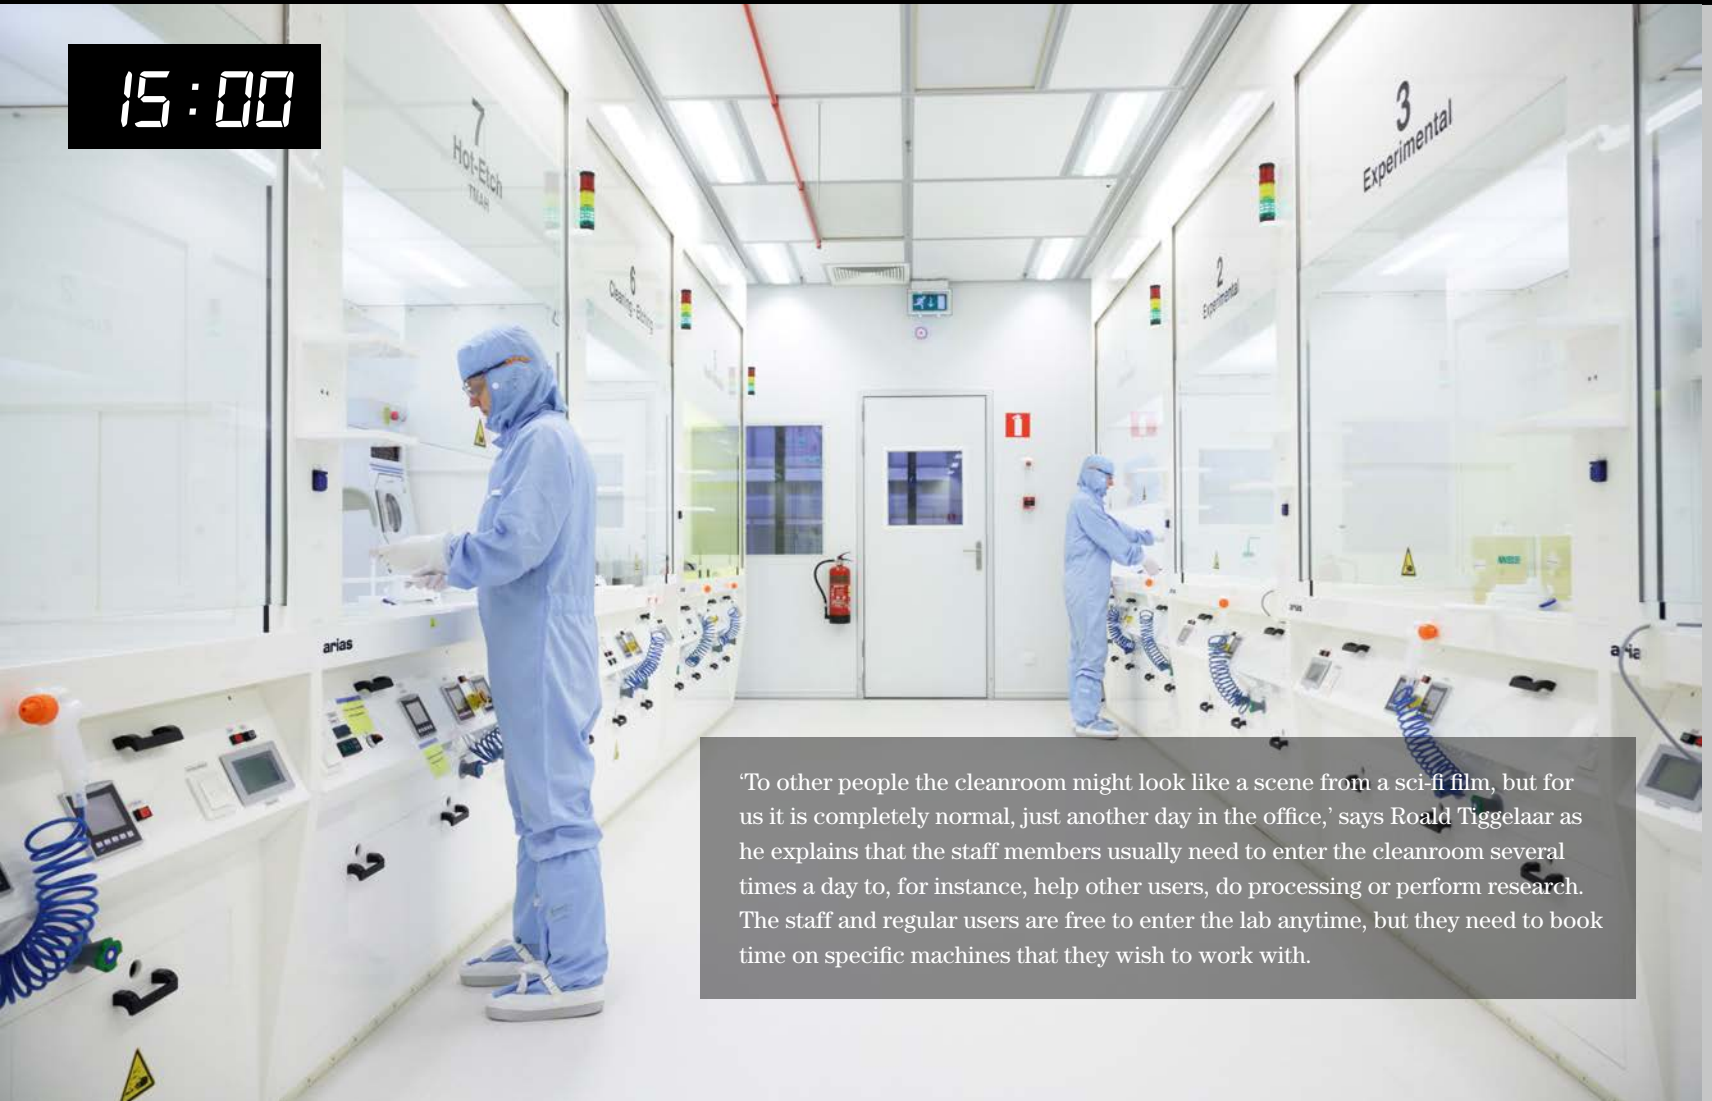 15:00
7
Hot-Etch
TMAH
6
Cleaning - Etching
2
Experimental
3
Experimental
arias
arias
‘To other people the cleanroom might look like a scene from a sci-fi film, but for
us it is completely normal, just another day in the office,’ says Roald Tiggelaar as
he explains that the staff members usually need to enter the cleanroom several
times a day to, for instance, help other users, do processing or perform research.
The staff and regular users are free to enter the lab anytime, but they need to book
time on specific machines that they wish to work with.